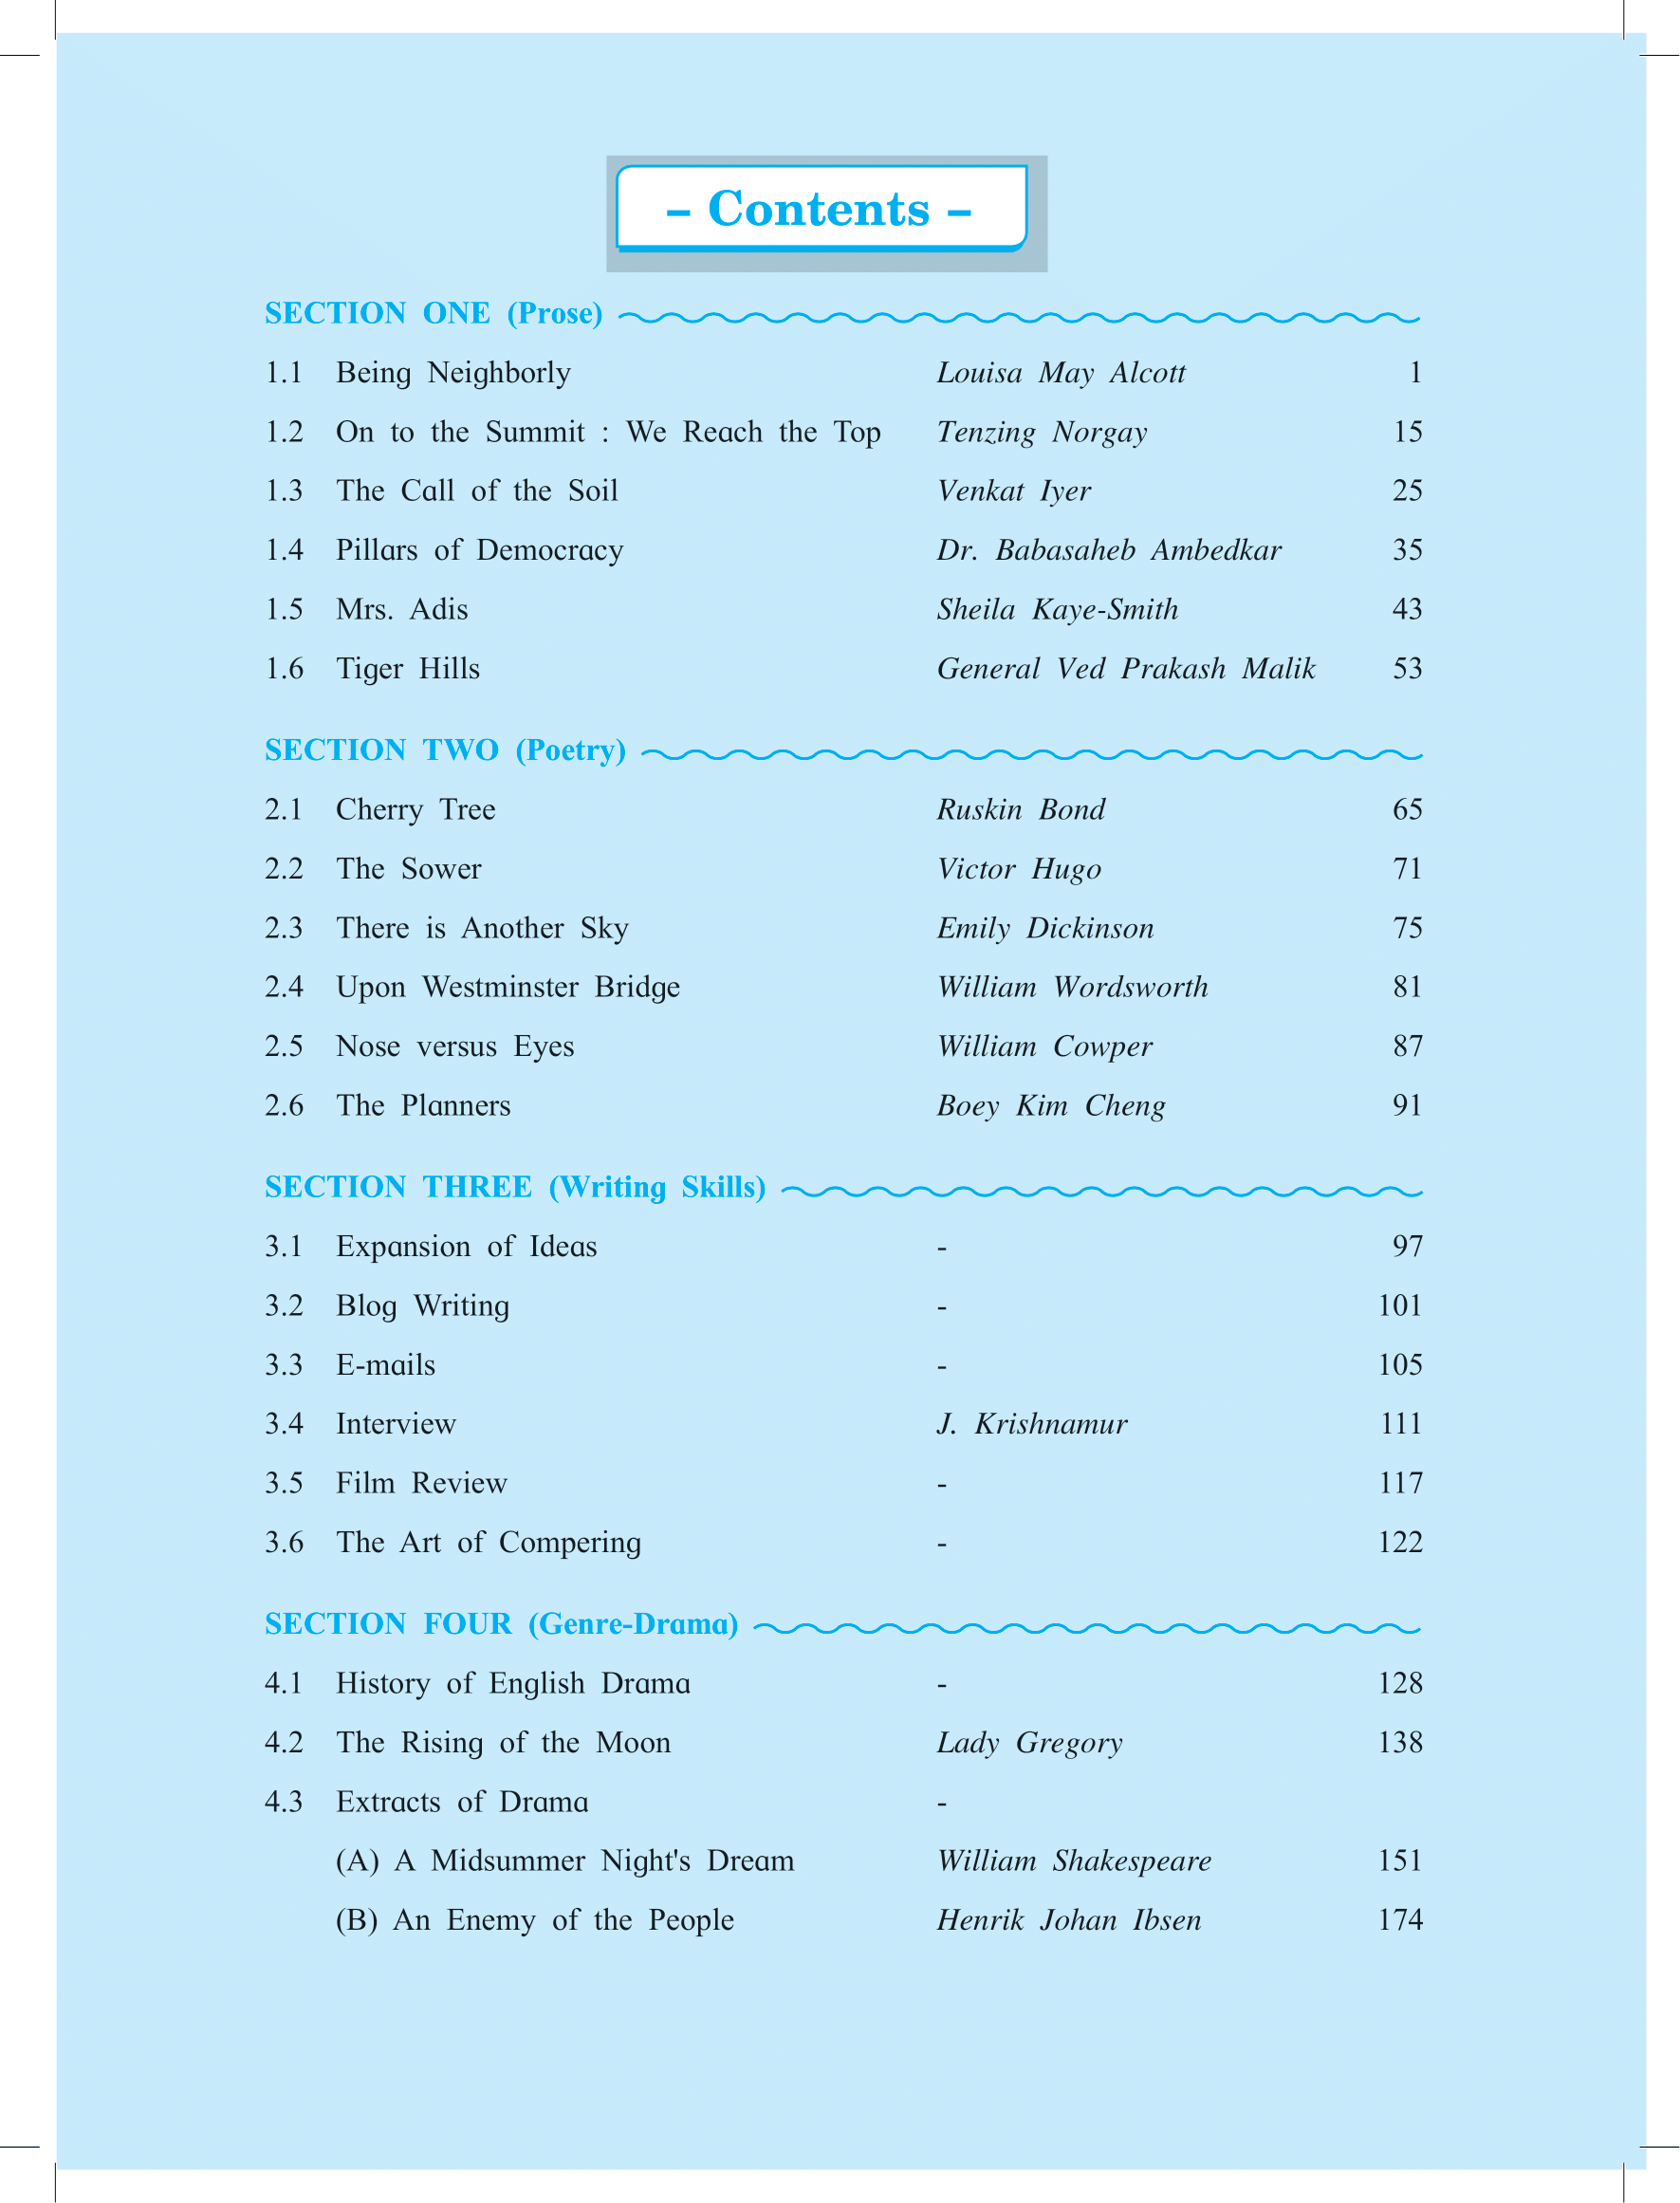 – Contents –
SECTION ONE (Prose)
1.1 Being Neighborly Louisa May Alcott 1
1.2 On to the Summit : We Reach the Top Tenzing Norgay 15
1.3 The Call of the Soil Venkat Iyer 25
1.4 Pillars of Democracy Dr. Babasaheb Ambedkar 35
1.5 Mrs. Adis Sheila Kaye-Smith 43
1.6 Tiger Hills General Ved Prakash Malik 53
SECTION TWO (Poetry)
2.1 Cherry Tree Ruskin Bond 65
2.2 The Sower Victor Hugo 71
2.3 There is Another Sky Emily Dickinson 75
2.4 Upon Westminster Bridge William Wordsworth 81
2.5 Nose versus Eyes William Cowper 87
2.6 The Planners Boey Kim Cheng 91
SECTION THREE (Writing Skills)
3.1 Expansion of Ideas - 97
3.2 Blog Writing - 101
3.3 E-mails - 105
3.4 Interview J. Krishnamur 111
3.5 Film Review - 117
3.6 The Art of Compering - 122
SECTION FOUR (Genre-Drama)
4.1 History of English Drama - 128
4.2 The Rising of the Moon Lady Gregory 138
4.3 Extracts of Drama -
(A) A Midsummer Night's Dream William Shakespeare 151
(B) An Enemy of the People Henrik Johan Ibsen 174